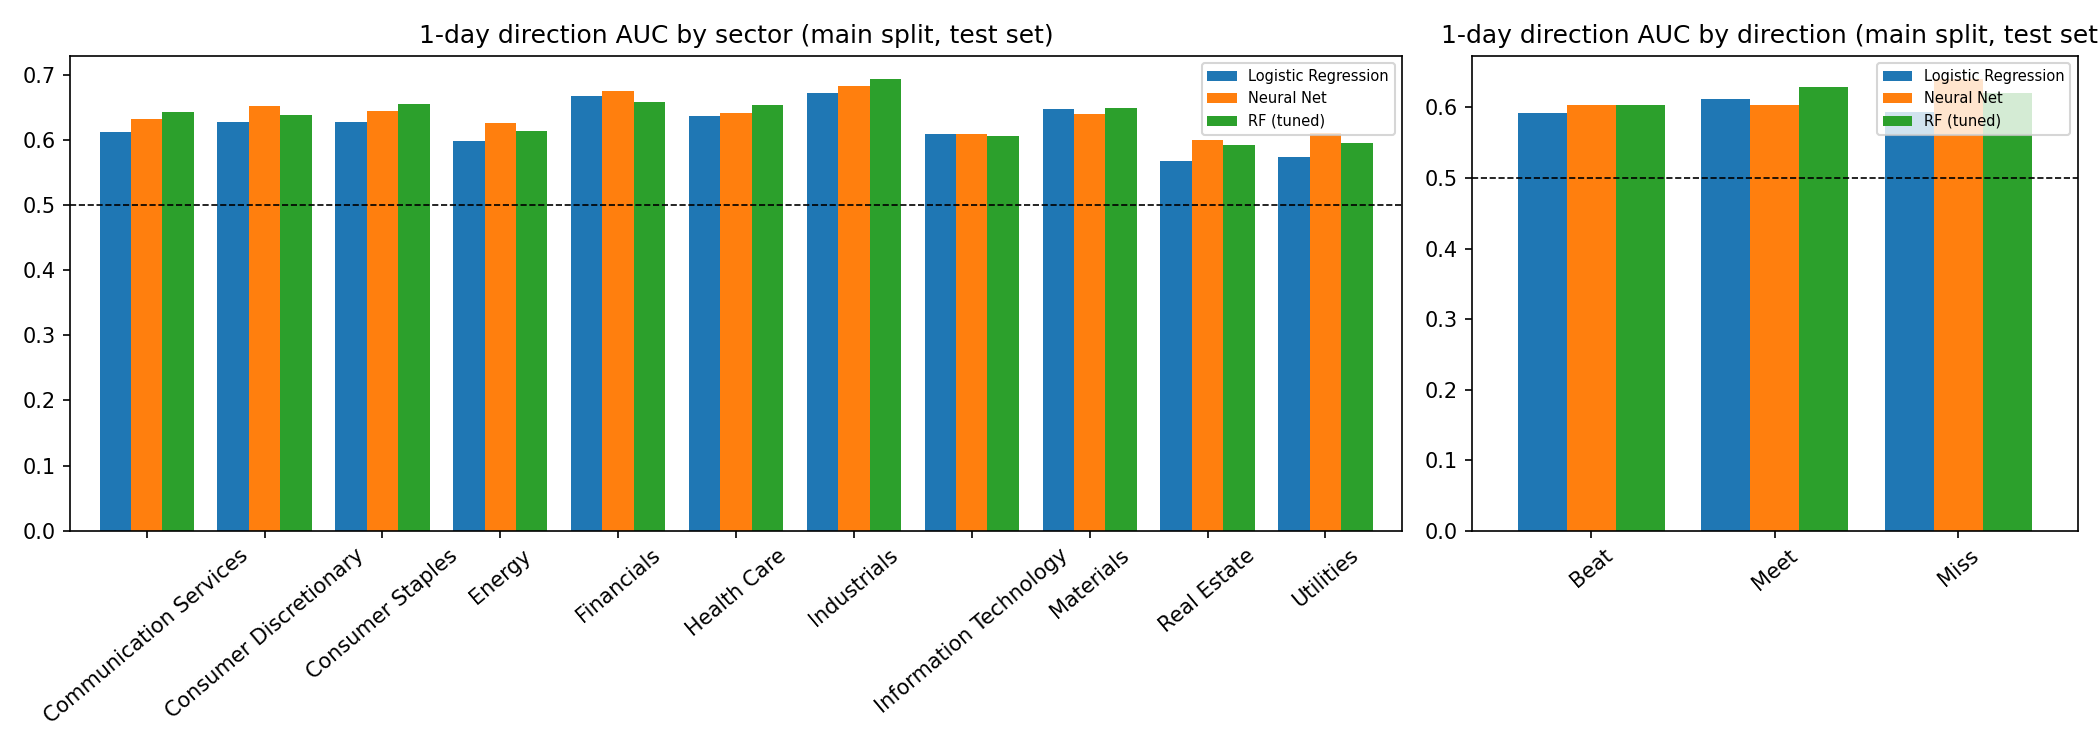 1-day direction AUC by sector (main split, test set)
0.7
0.6
0.5
0.4
0.3
0.2
0.1
0.0
Logistic Regression
Neural Net
RF (tuned)
Communication Services
Consumer Discretionary
Consumer Staples
Energy
Financials
Health Care
Industrials
Information Technology
Materials
Real Estate
Utilities
1-day direction AUC by direction (main split, test set
0.6
0.5
0.4
0.3
0.2
0.1
0.0
Logistic Regression
Neural Net
RF (tuned)
Beat
Meet
Miss